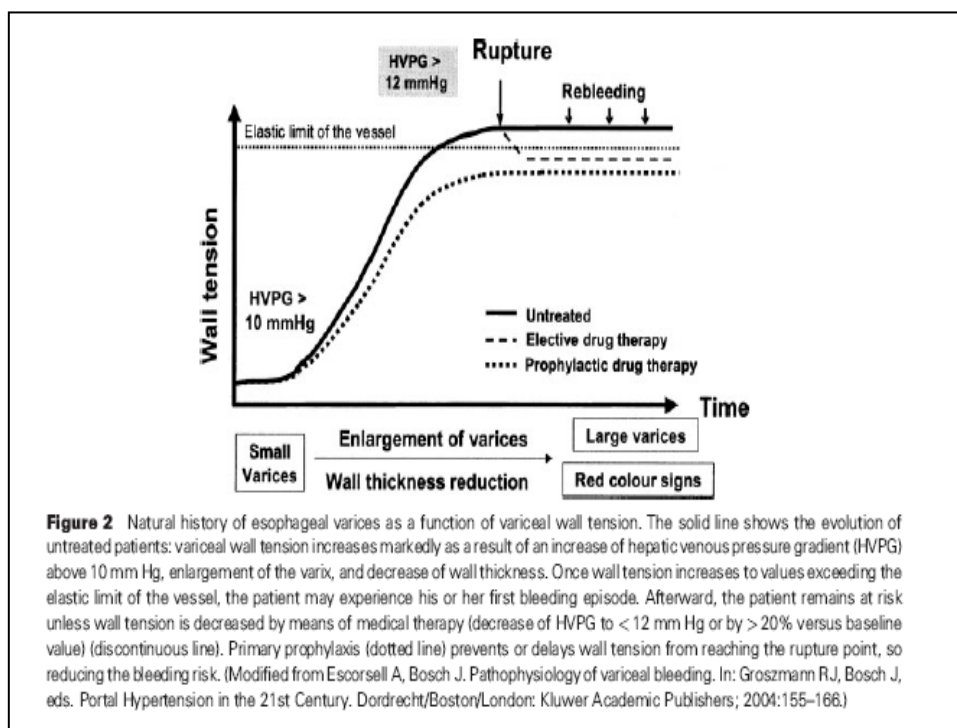 HVPG >
12 mmHg
Rupture
Rebleeding
Elastic limit of the vessel
Wall tension
HVPG >
10 mmHg
Untreated
Elective drug therapy
Prophylactic drug therapy
Time
Small
Varices
Enlargement of varices
Wall thickness reduction
Large varices
Red colour signs
Figure 2 Natural history of esophageal varices as a function of variceal wall tension. The solid line shows the evolution of
untreated patients: variceal wall tension increases markedly as a result of an increase of hepatic venous pressure gradient (HVPG)
above 10 mm Hg, enlargement of the varix, and decrease of wall thickness. Once wall tension increases to values exceeding the
elastic limit of the vessel, the patient may experience his or her first bleeding episode. Afterward, the patient remains at risk
unless wall tension is decreased by means of medical therapy (decrease of HVPG to < 12 mm Hg or by > 20% versus baseline
value) (discontinuous line). Primary prophylaxis (dotted line) prevents or delays wall tension from reaching the rupture point, so
reducing the bleeding risk. (Modified from Escorsell A, Bosch J. Pathophysiology of variceal bleeding. In: Groszmann RJ, Bosch J,
eds. Portal Hypertension in the 21st Century. Dordrecht/Boston/London: Kluwer Academic Publishers; 2004:155–166.)